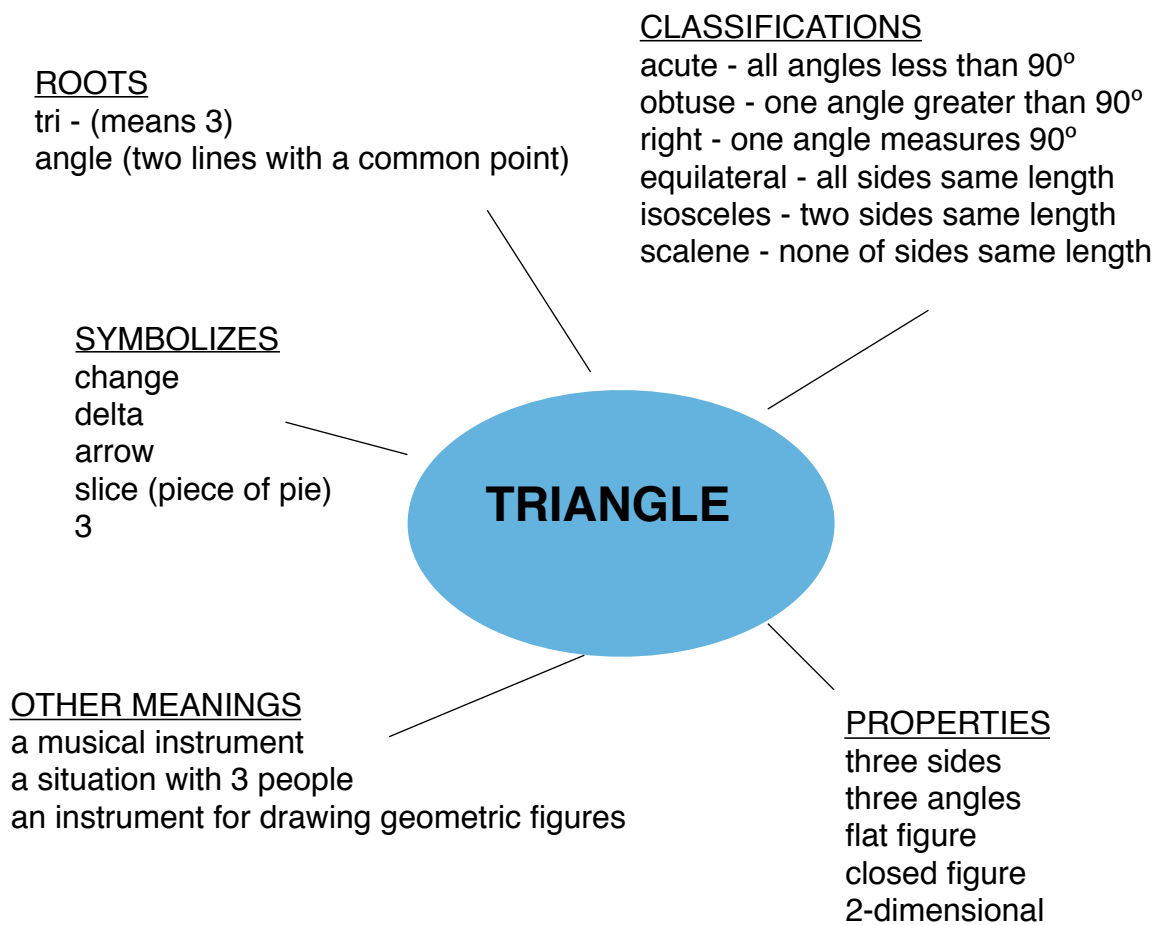 ROOTS
tri - (means 3)
angle (two lines with a common point)
CLASSIFICATIONS
acute - all angles less than 90º
obtuse - one angle greater than 90º
right - one angle measures 90º
equilateral - all sides same length
isosceles - two sides same length
scalene - none of sides same length
SYMBOLIZES
change
delta
arrow
slice (piece of pie)
3
TRIANGLE
OTHER MEANINGS
a musical instrument
a situation with 3 people
an instrument for drawing geometric figures
PROPERTIES
three sides
three angles
flat figure
closed figure
2-dimensional